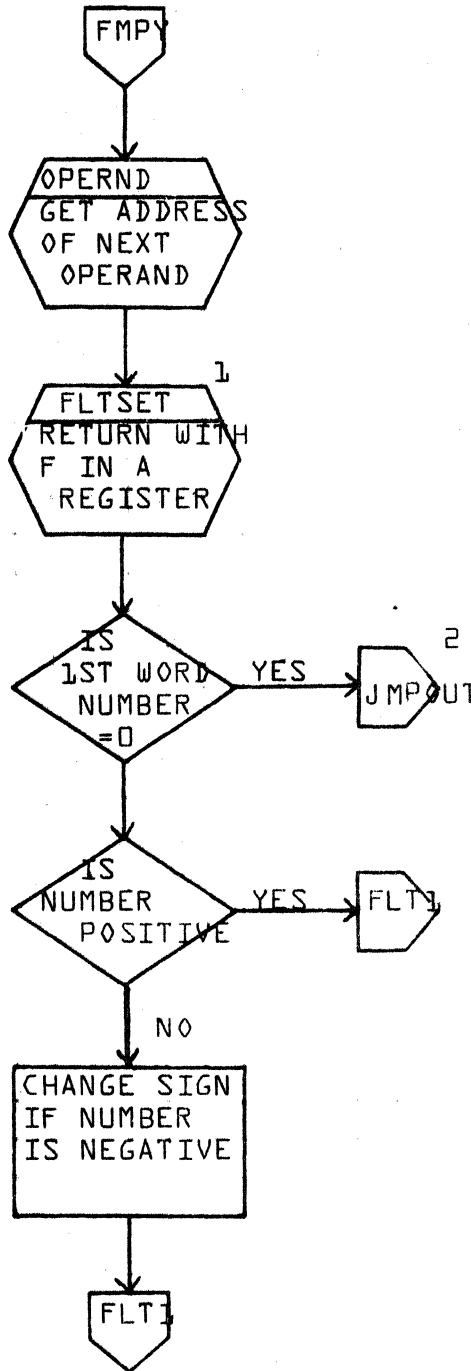 FMPY
OPERND
GET ADDRESS
OF NEXT
OPERAND
1
FLTSET
RETURN WITH
F IN A
REGISTER
IS
1ST WORD
NUMBER
=0
YES
2
JMPOUT
IS
NUMBER
POSITIVE
YES
FLT1
NO
CHANGE SIGN
IF NUMBER
IS NEGATIVE
FLT1